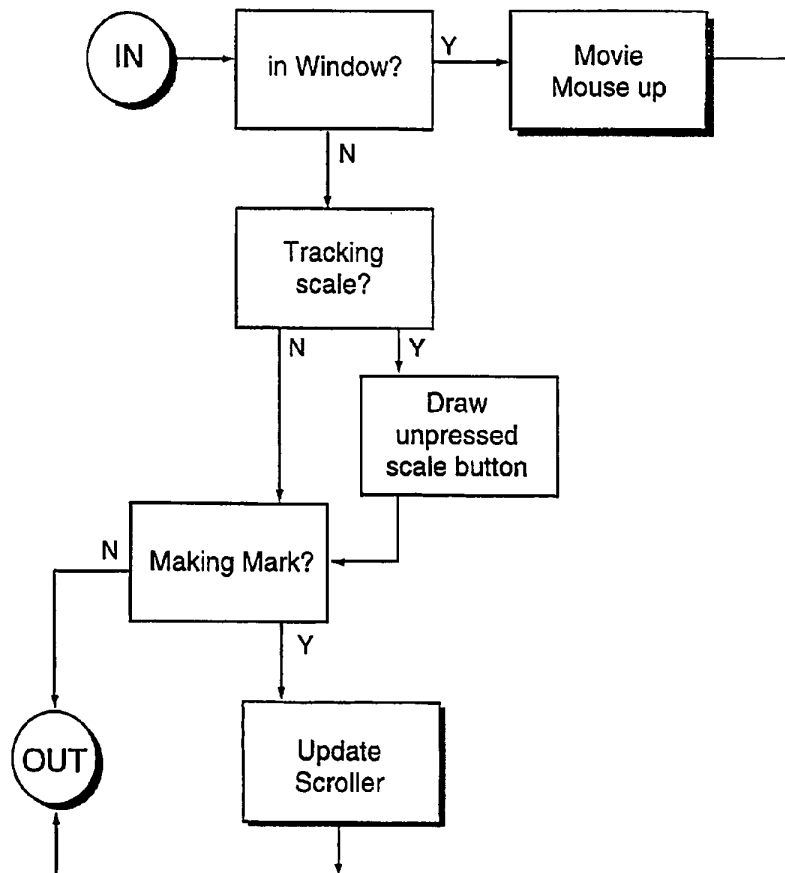 IN
in Window?
Y
Movie
Mouse up
N
Tracking
scale?
N
Y
Draw
unpressed
scale button
N
Making Mark?
Y
OUT
Update
Scroller